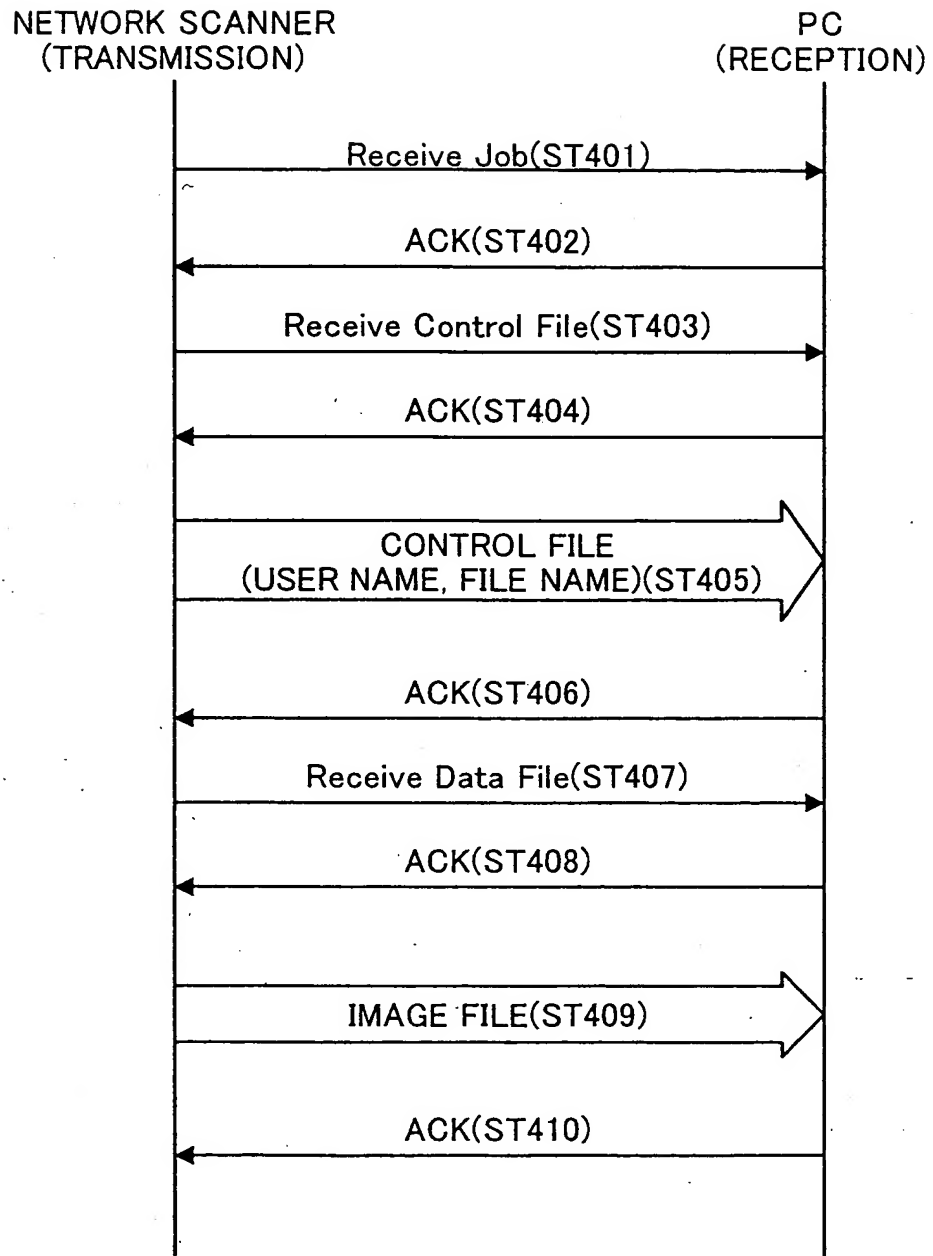 NETWORK SCANNER
(TRANSMISSION)
PC
(RECEPTION)
Receive Job(ST401)
ACK(ST402)
Receive Control File(ST403)
ACK(ST404)
CONTROL FILE
(USER NAME, FILE NAME)(ST405)
ACK(ST406)
Receive Data File(ST407)
ACK(ST408)
IMAGE FILE(ST409)
ACK(ST410)